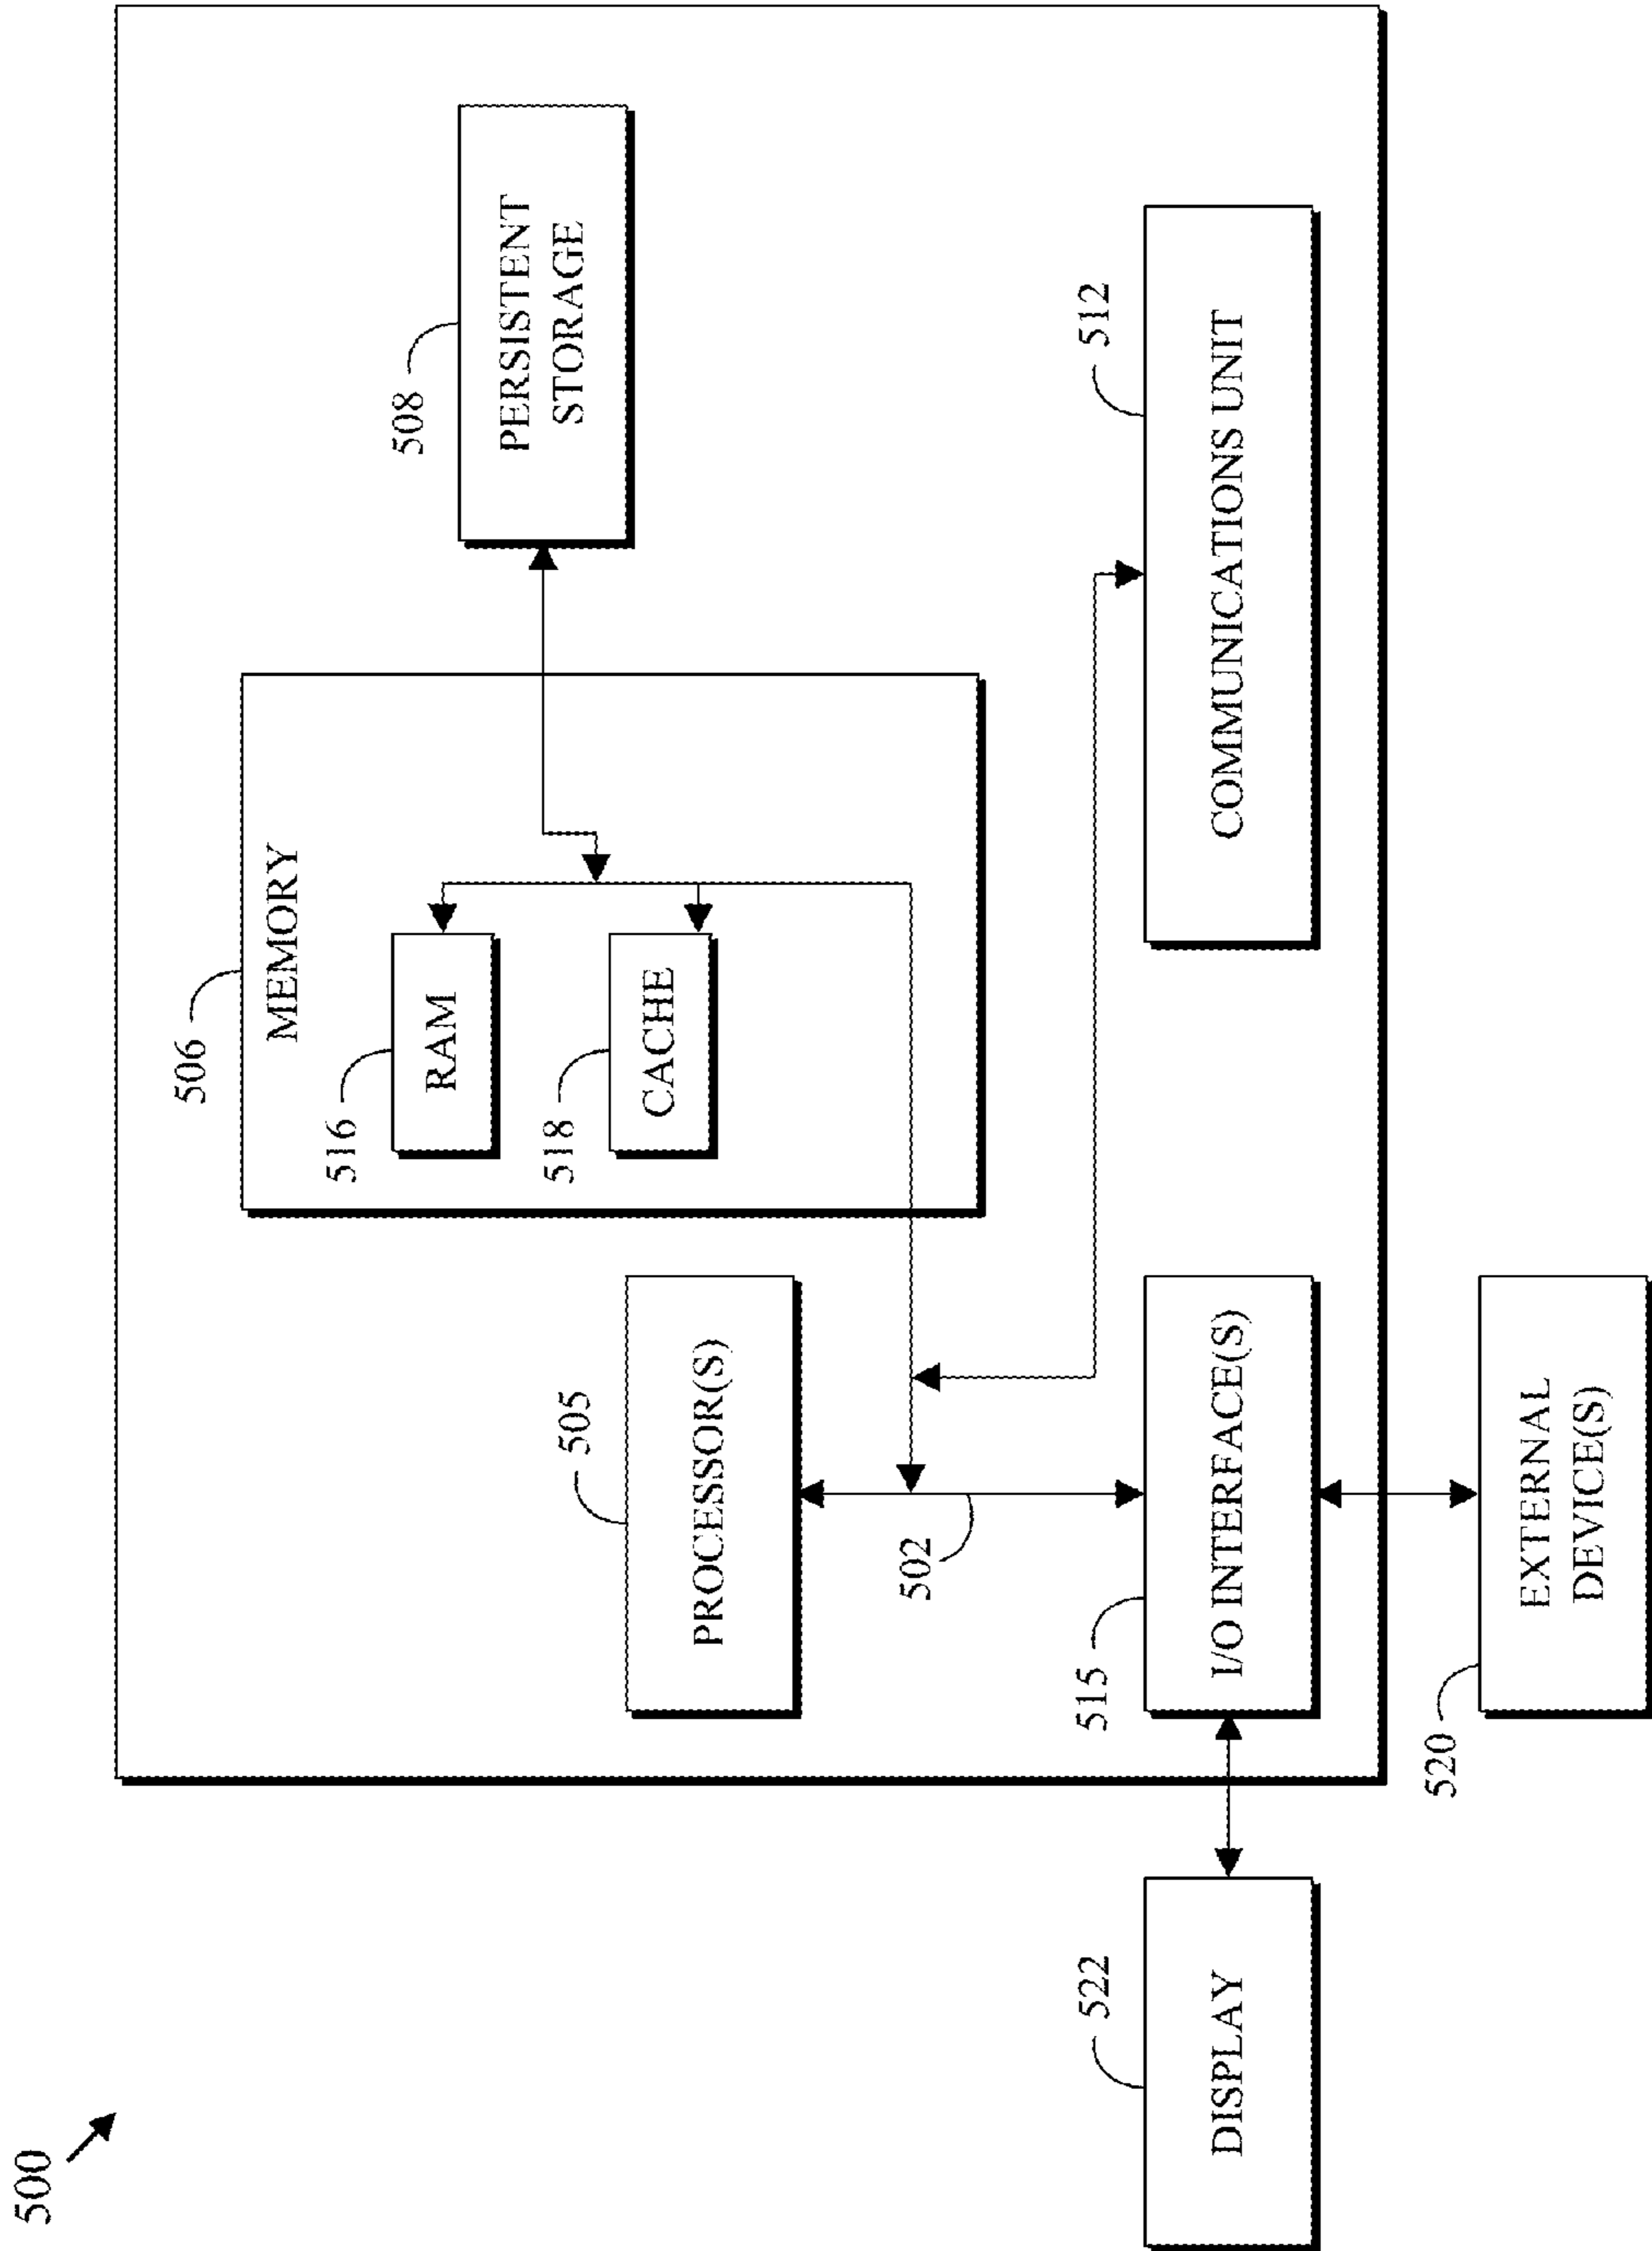 500
506
MEMORY
508
516
RAM
PERSISTENT
STORAGE
505
518
CACHE
PROCESSOR(S)
502
522
515
512
DISPLAY
I/O INTERFACE(S)
COMMUNICATIONS UNIT
520
EXTERNAL
DEVICE(S)